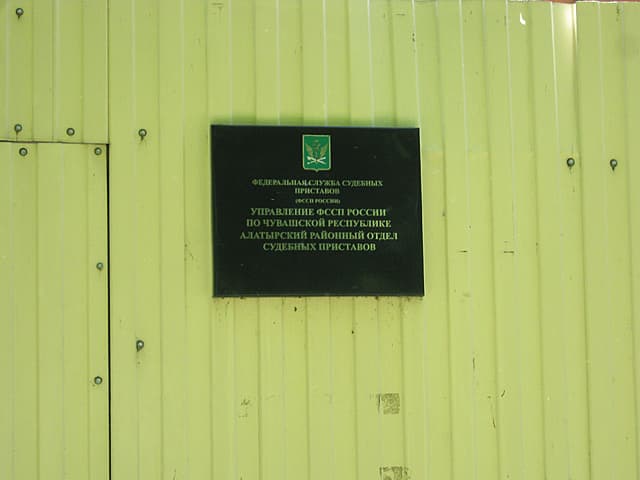 ФЕДЕРАЛЬНАЯ СЛУЖБА СУДЕБНЫХ
ПРИСТАВОВ
(ФССП РОССИИ)
УПРАВЛЕНИЕ ФССП РОССИИ
ПО ЧУВАШСКОЙ РЕСПУБЛИКЕ
АЛАТЫРСКИЙ РАЙОННЫЙ ОТДЕЛ
СУДЕБНЫХ ПРИСТАВОВ